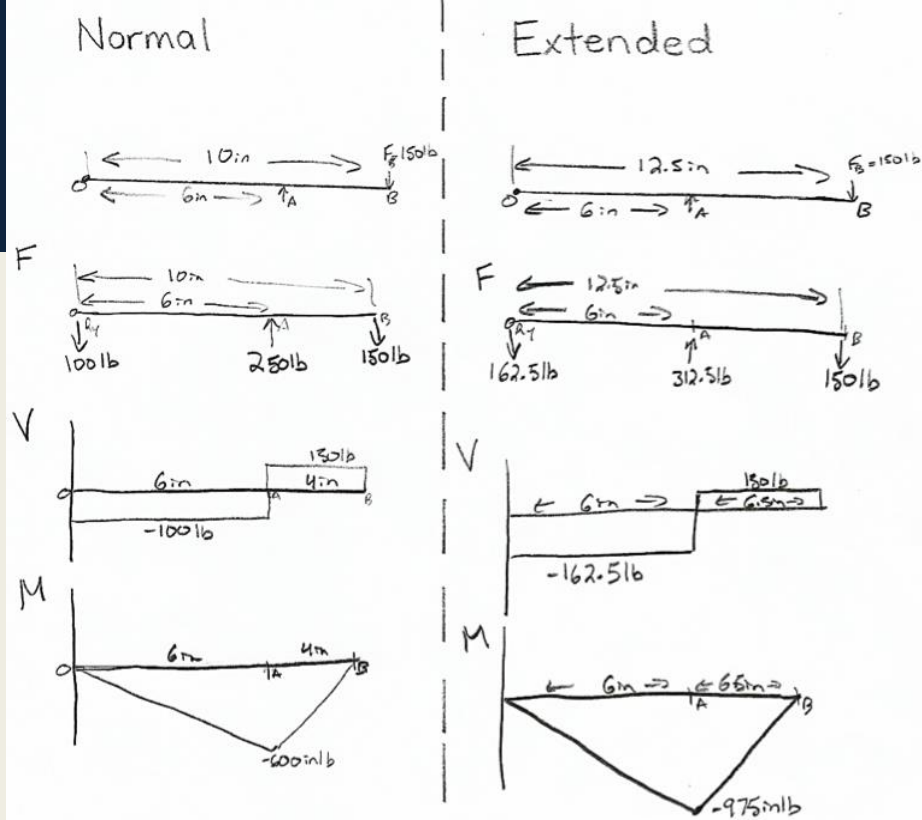 Normal
10in
F_B 150lb
O
6in
A
B
F
10in
6in
O
Ry
A
B
100lb
250lb
150lb
V
150lb
O
6in
A
4in
B
-100lb
M
O
6in
A
4in
B
-600inlb
Extended
12.5in
F_B = 150lb
O
6in
A
B
F
12.5in
6in
O
Ry
A
B
162.5lb
312.5lb
150lb
V
150lb
6in
6.5in
-162.5lb
M
6in
A
6.5in
B
-975inlb